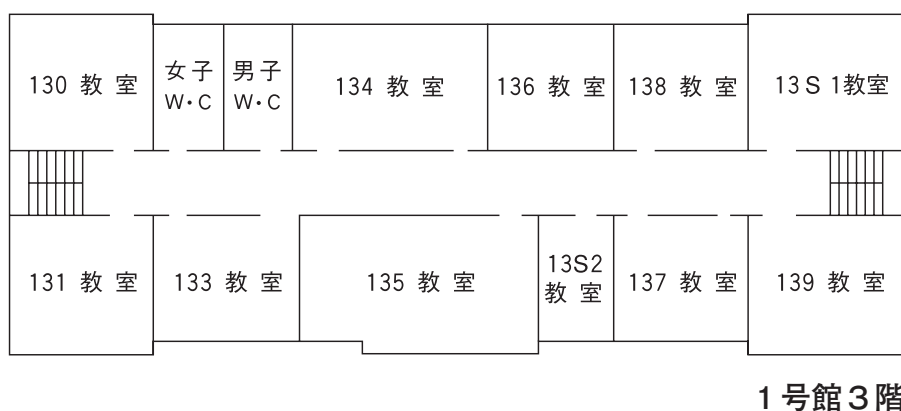 130 教室
女子
W・C
男子
W・C
134 教室
136 教室
138 教室
13S 1教室
131 教室
133 教室
135 教室
13S2
教室
137 教室
139 教室
1号館3階